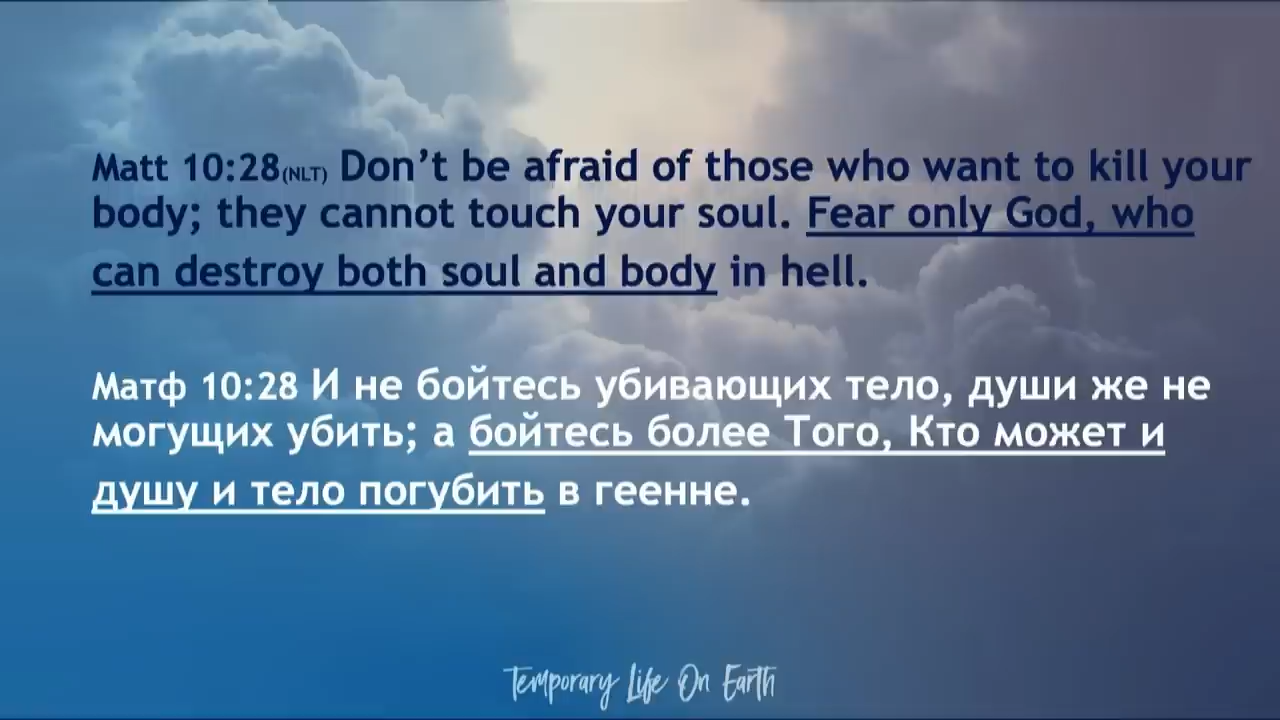 Matt 10:28(NLT) Don’t be afraid of those who want to kill your
body; they cannot touch your soul. Fear only God, who
can destroy both soul and body in hell.
Матф 10:28 И не бойтесь убивающих тело, души же не
могущих убить; а бойтесь более Того, Кто может и
душу и тело погубить в геенне.
Temporary Life On Earth